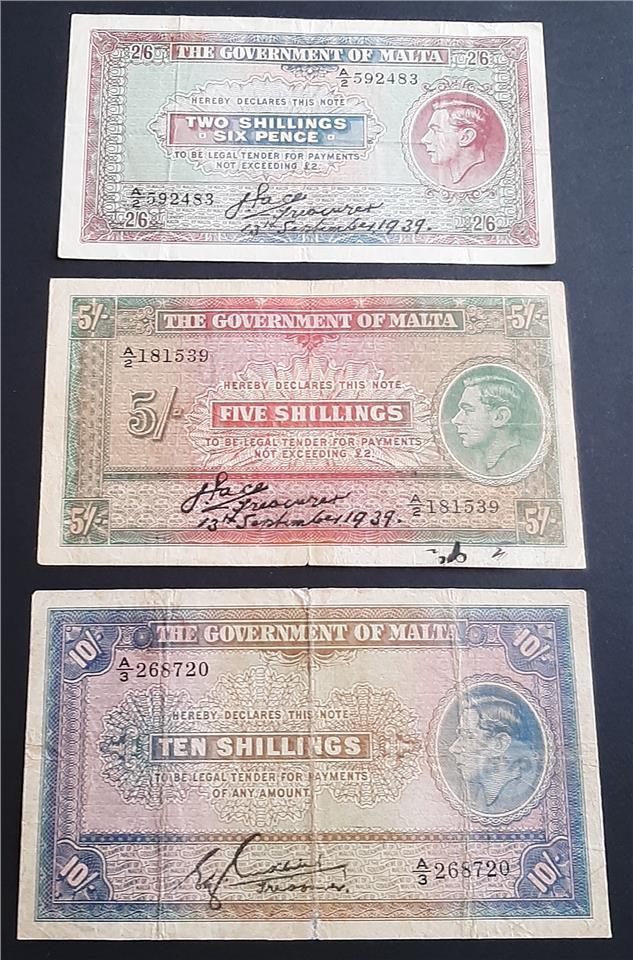 2/6 THE GOVERNMENT OF MALTA 2/6
A/2 592483
HEREBY DECLARES THIS NOTE
TWO SHILLINGS
SIX PENCE
TO BE LEGAL TENDER FOR PAYMENTS
NOT EXCEEDING £2
A/2 592483
J Pace
Treasurer
2/6 13th September 1939. 2/6
5/- THE GOVERNMENT OF MALTA 5/-
A/2 181539
HEREBY DECLARES THIS NOTE
5/- FIVE SHILLINGS
TO BE LEGAL TENDER FOR PAYMENTS
NOT EXCEEDING £2
J Pace
Treasurer A/2 181539
5/- 13th September 1939. 5/-
10/- THE GOVERNMENT OF MALTA 10/-
A/3 268720
HEREBY DECLARES THIS NOTE
TEN SHILLINGS
TO BE LEGAL TENDER FOR PAYMENTS
OF ANY AMOUNT
A/3 268720
10/- Treasurer. 10/-